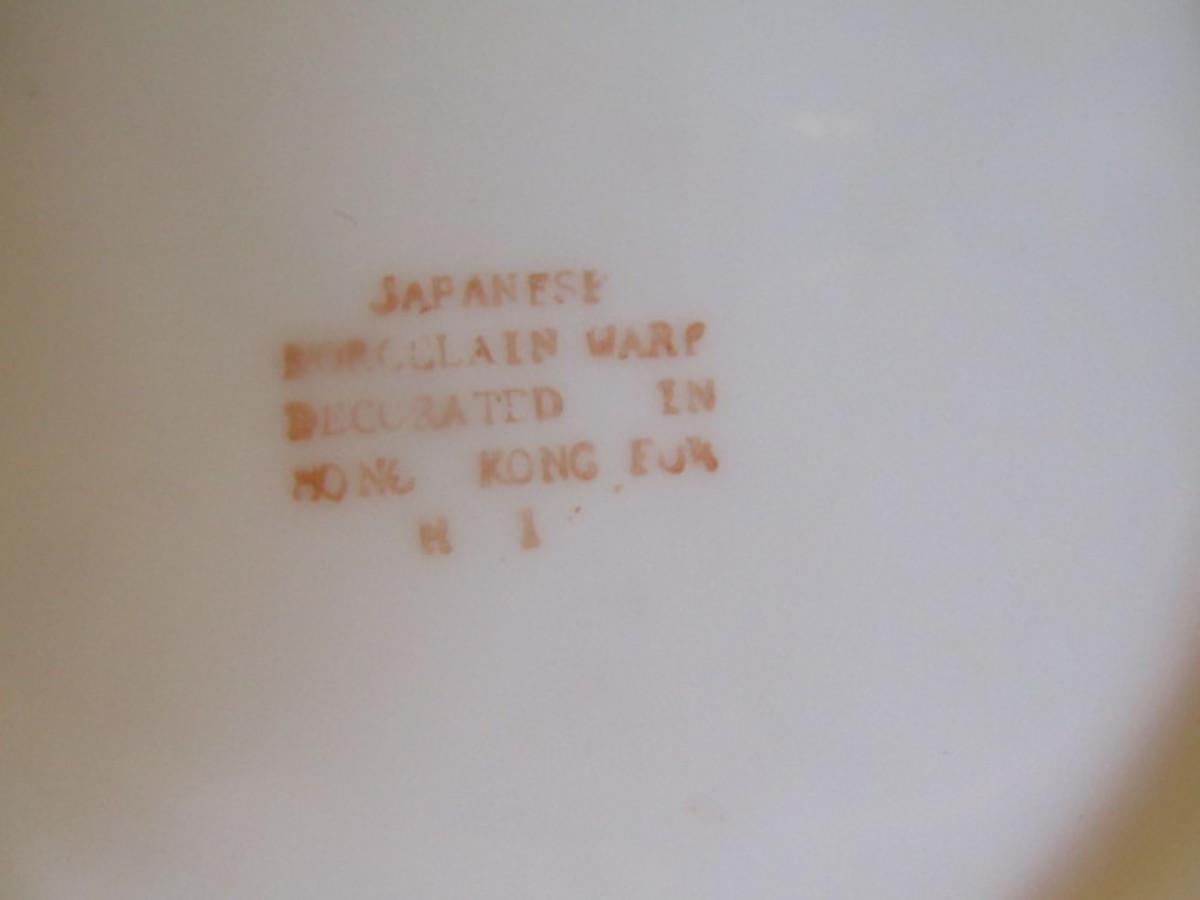 JAPANESE
PORCELAIN WARE
DECORATED IN
HONG KONG FOR
H I